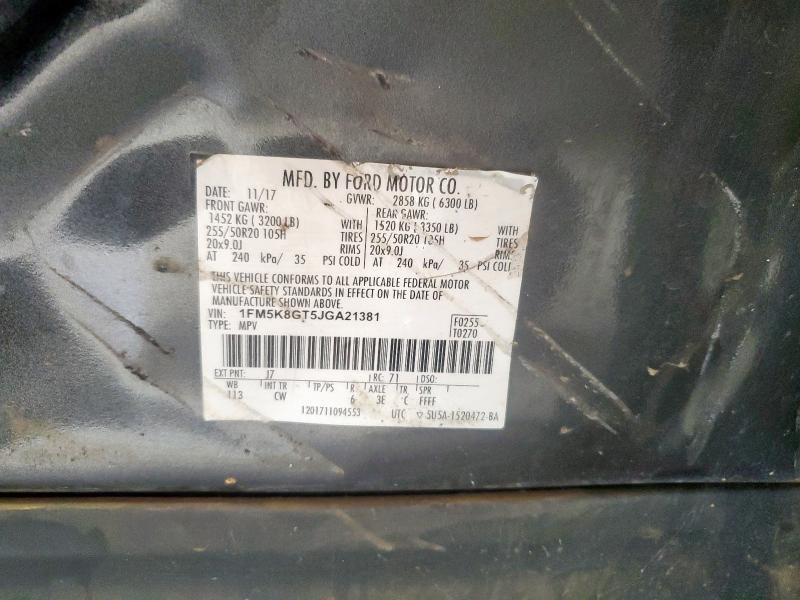 MFD. BY FORD MOTOR CO.
DATE: 11/17 GVWR: 2858 KG ( 6300 LB)
FRONT GAWR: REAR GAWR:
1452 KG ( 3200 LB) WITH 1520 KG ( 3350 LB) WITH
255/50R20 105H TIRES 255/50R20 105H TIRES
20x9.0J RIMS 20x9.0J RIMS
AT 240 kPa/ 35 PSI COLD AT 240 kPa/ 35 PSI COLD
THIS VEHICLE CONFORMS TO ALL APPLICABLE FEDERAL MOTOR
VEHICLE SAFETY STANDARDS IN EFFECT ON THE DATE OF
MANUFACTURE SHOWN ABOVE.
VIN: 1FM5K8GT5JGA21381 F0255
TYPE: MPV T0270
EXT PNT: J7 RC: 71 DSO:
WB INT TR TP/PS R AXLE TR SPR
113 CW 6 3E C FFFF
1201711094553 UTC ▽ 5U5A-1520472-BA